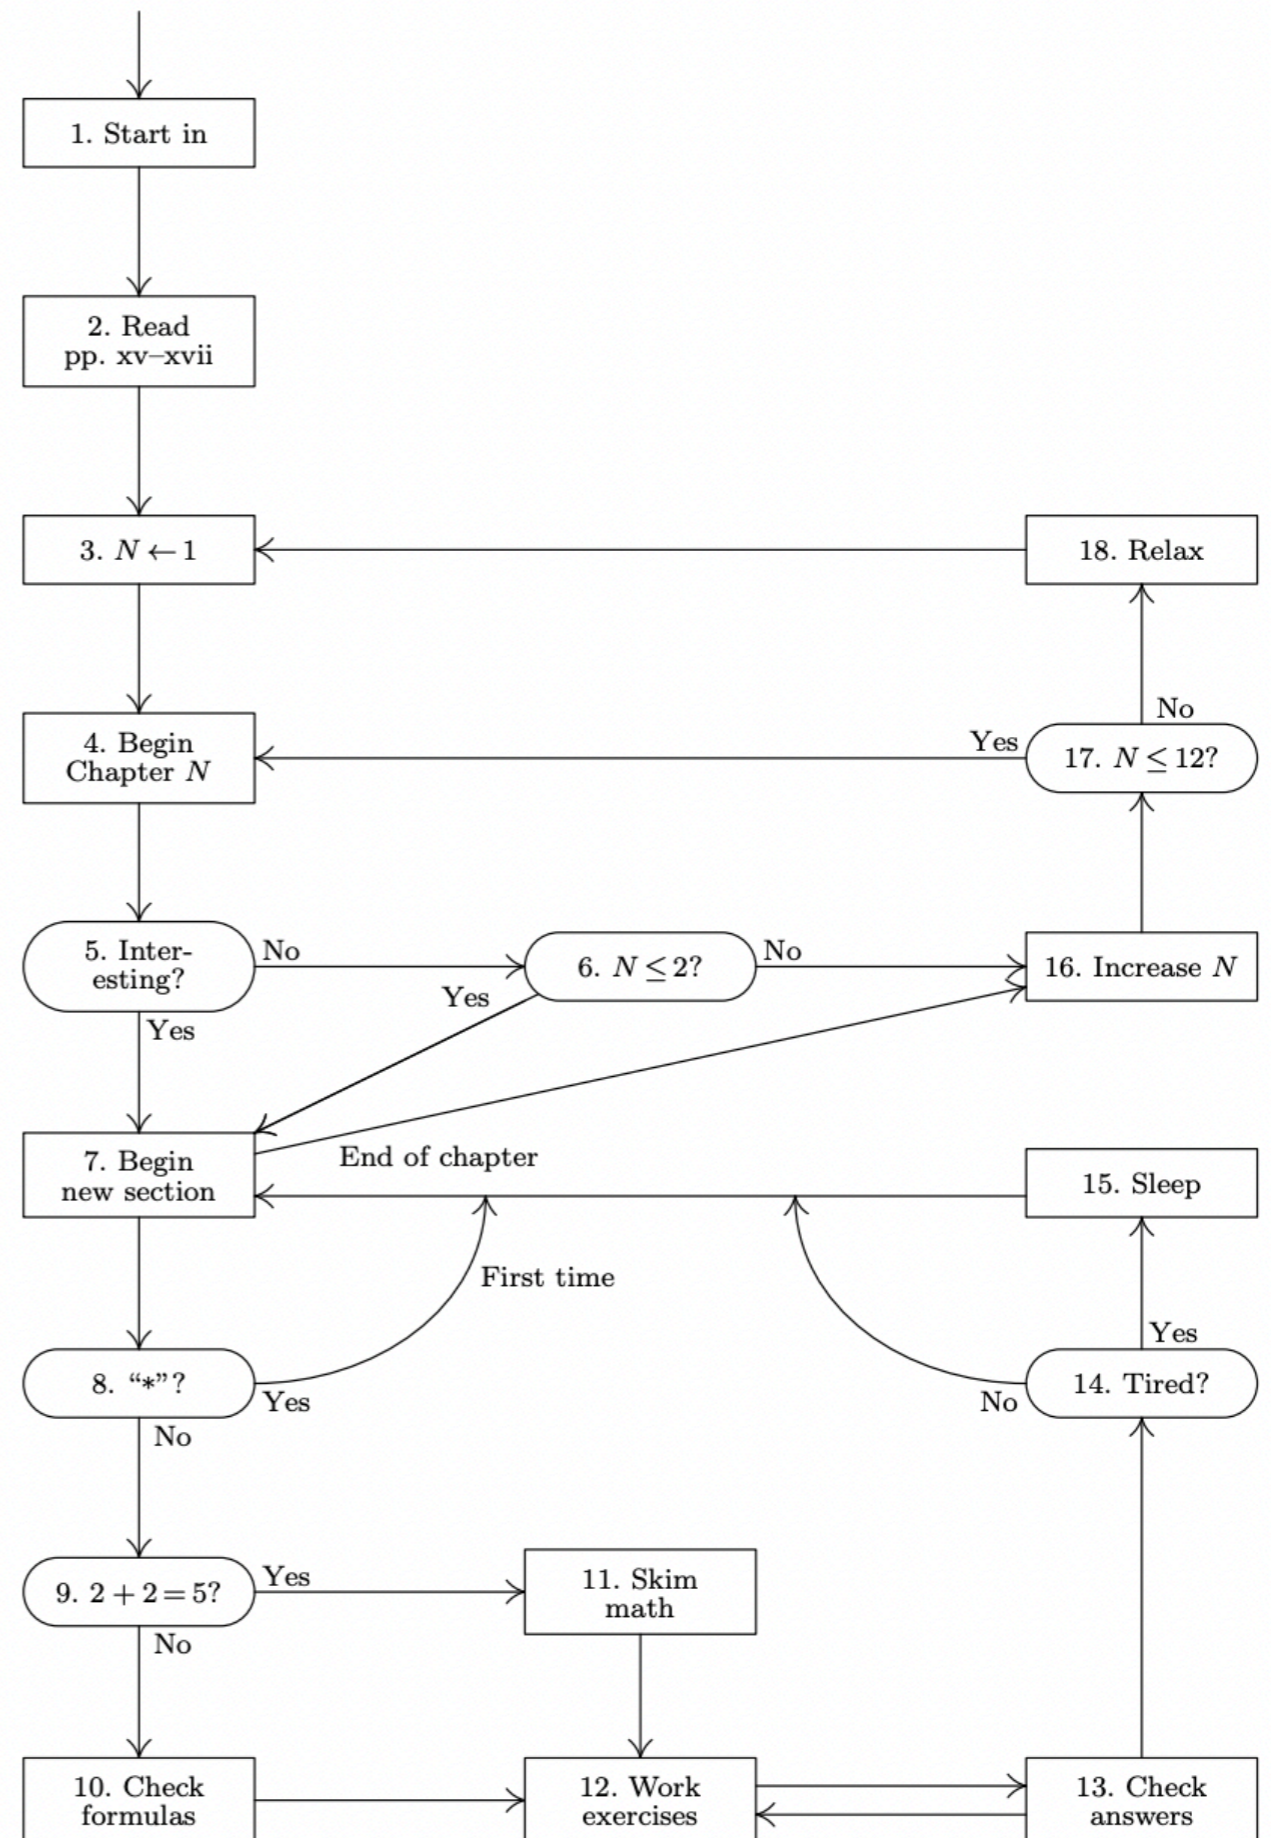 1. Start in
2. Read
pp. xv–xvii
3. N ← 1
18. Relax
No
4. Begin
Chapter N
Yes
17. N ≤ 12?
5. Inter-
esting?
No
6. N ≤ 2?
No
16. Increase N
Yes
Yes
7. Begin
new section
End of chapter
15. Sleep
First time
Yes
8. “*”?
Yes
14. Tired?
No
No
9. 2 + 2 = 5?
Yes
11. Skim
math
No
10. Check
formulas
12. Work
exercises
13. Check
answers